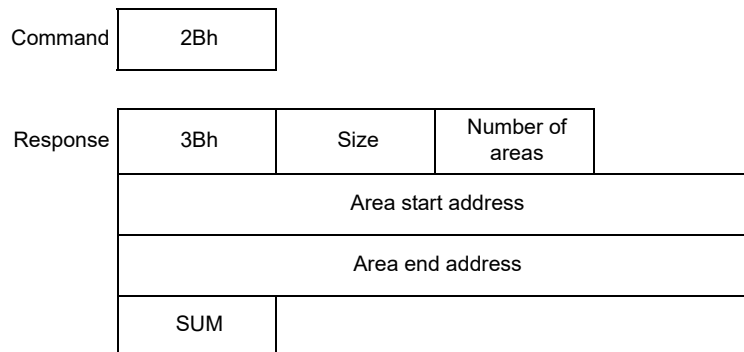 Command 2Bh
Response 3Bh Size Number of
areas
Area start address
Area end address
SUM